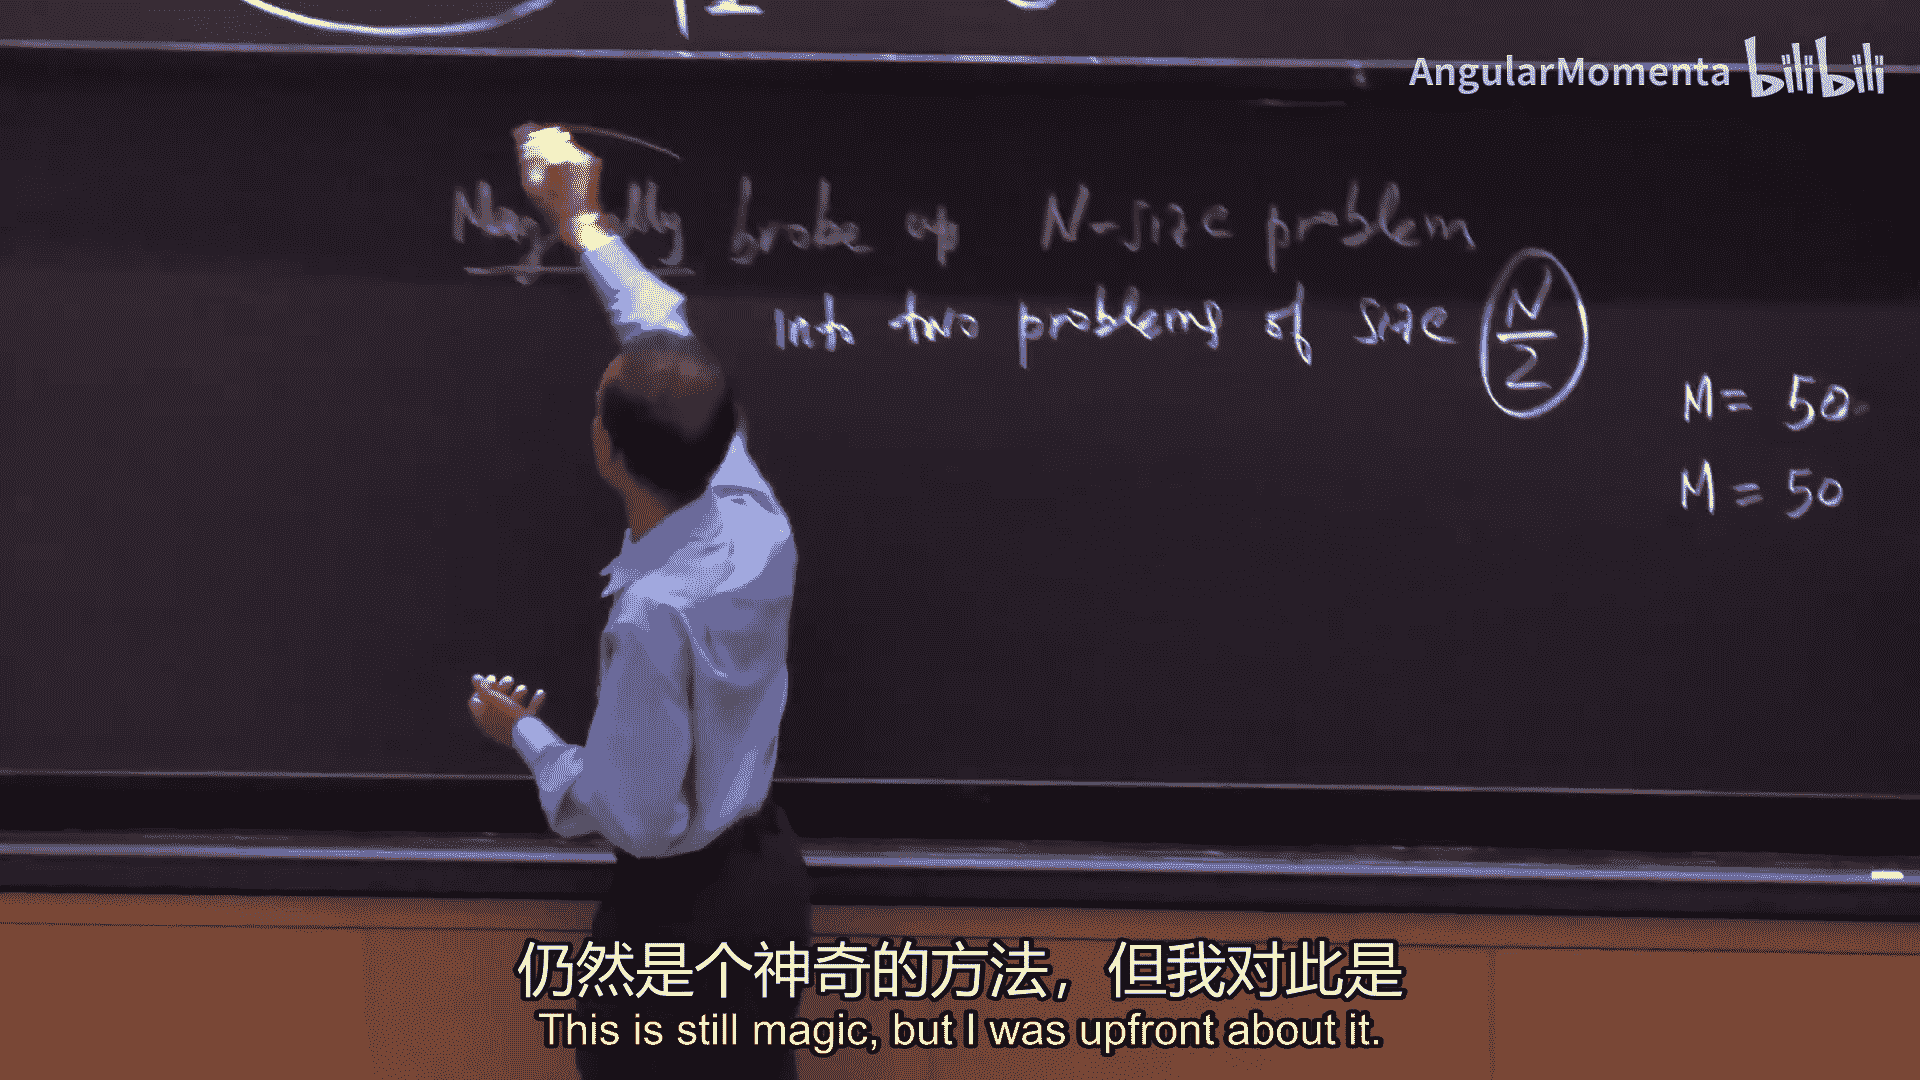 AngularMomenta bilibili
Magically broke up N-size problem
into two problems of size N/2
M = 50
M = 50
仍然是个神奇的方法，但我对此是
This is still magic, but I was upfront about it.